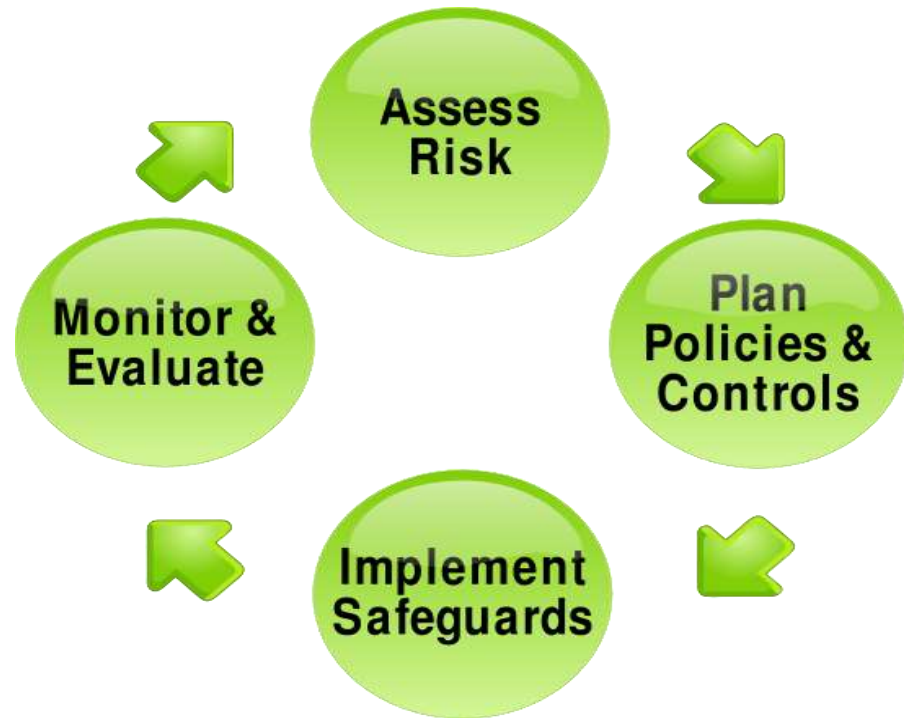 Assess
Risk
Plan
Policies &
Controls
Implement
Safeguards
Monitor &
Evaluate